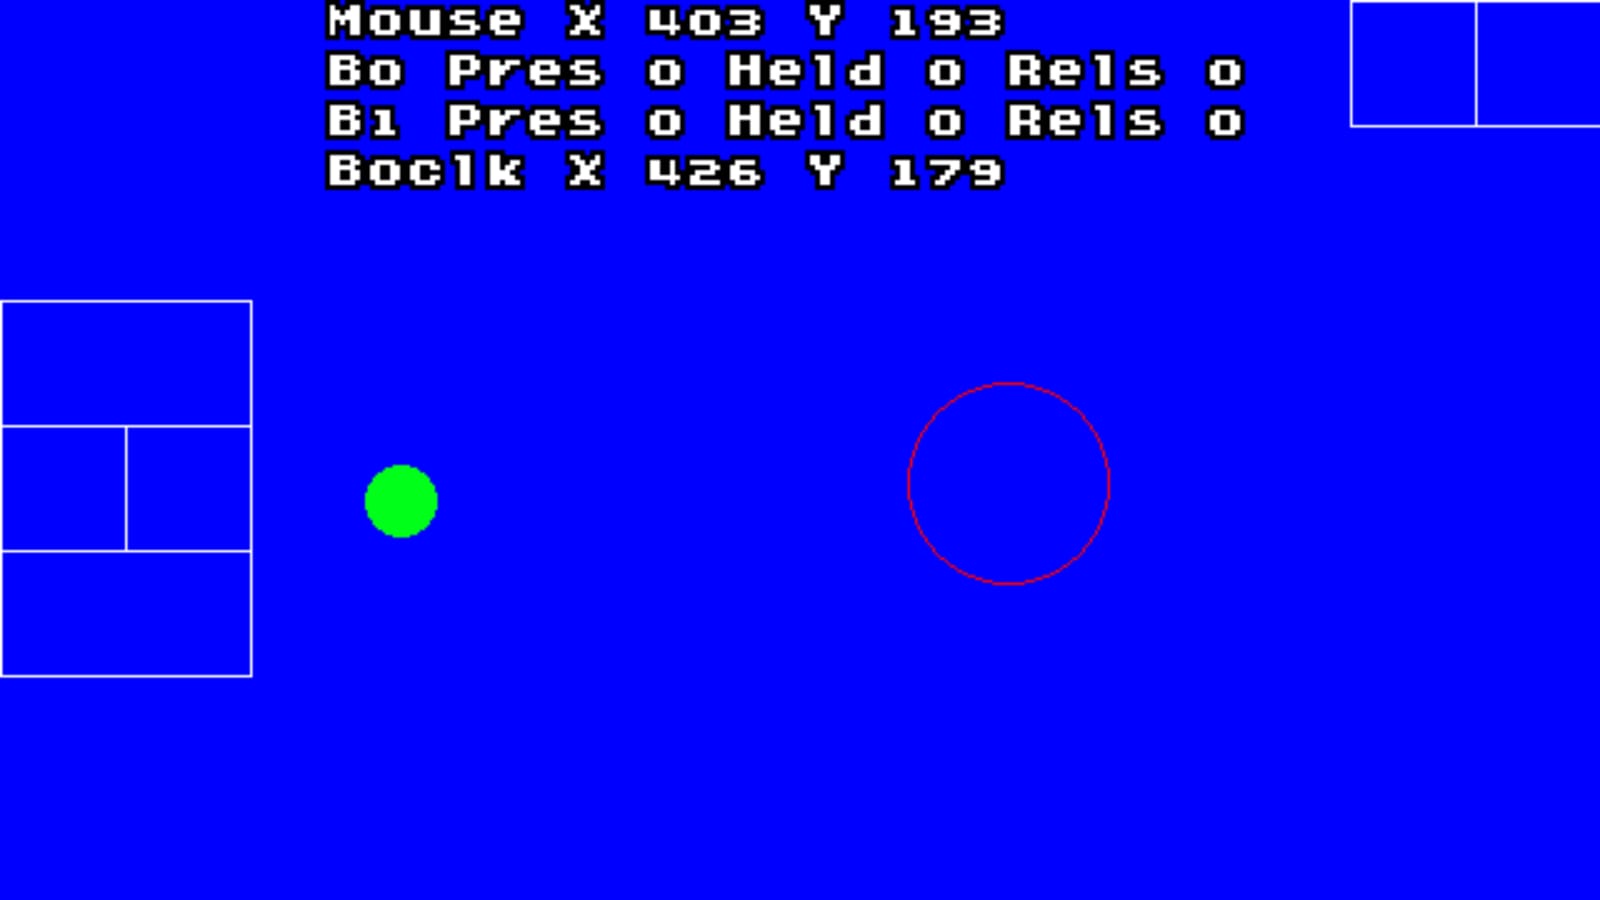 Mouse X 403 Y 193
B0 Pres 0 Held 0 Rels 0
B1 Pres 0 Held 0 Rels 0
B0clk X 426 Y 179